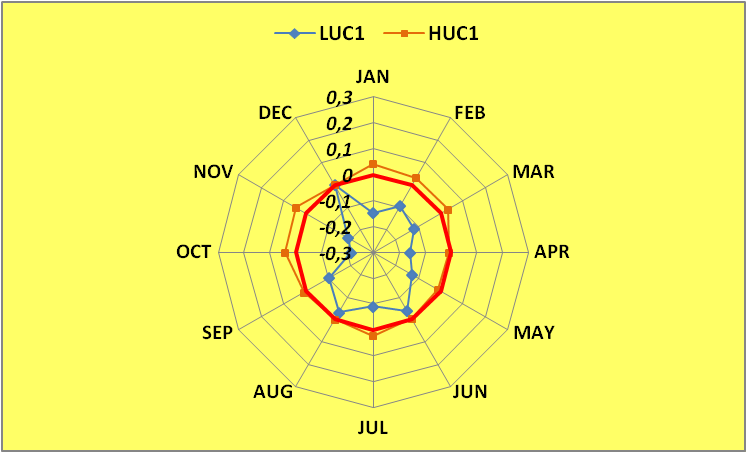 LUC1 HUC1
JAN
0,3
DEC 0,2 FEB
0,1
NOV 0 MAR
-0,1
-0,2
OCT -0,3 APR
SEP MAY
AUG JUN
JUL